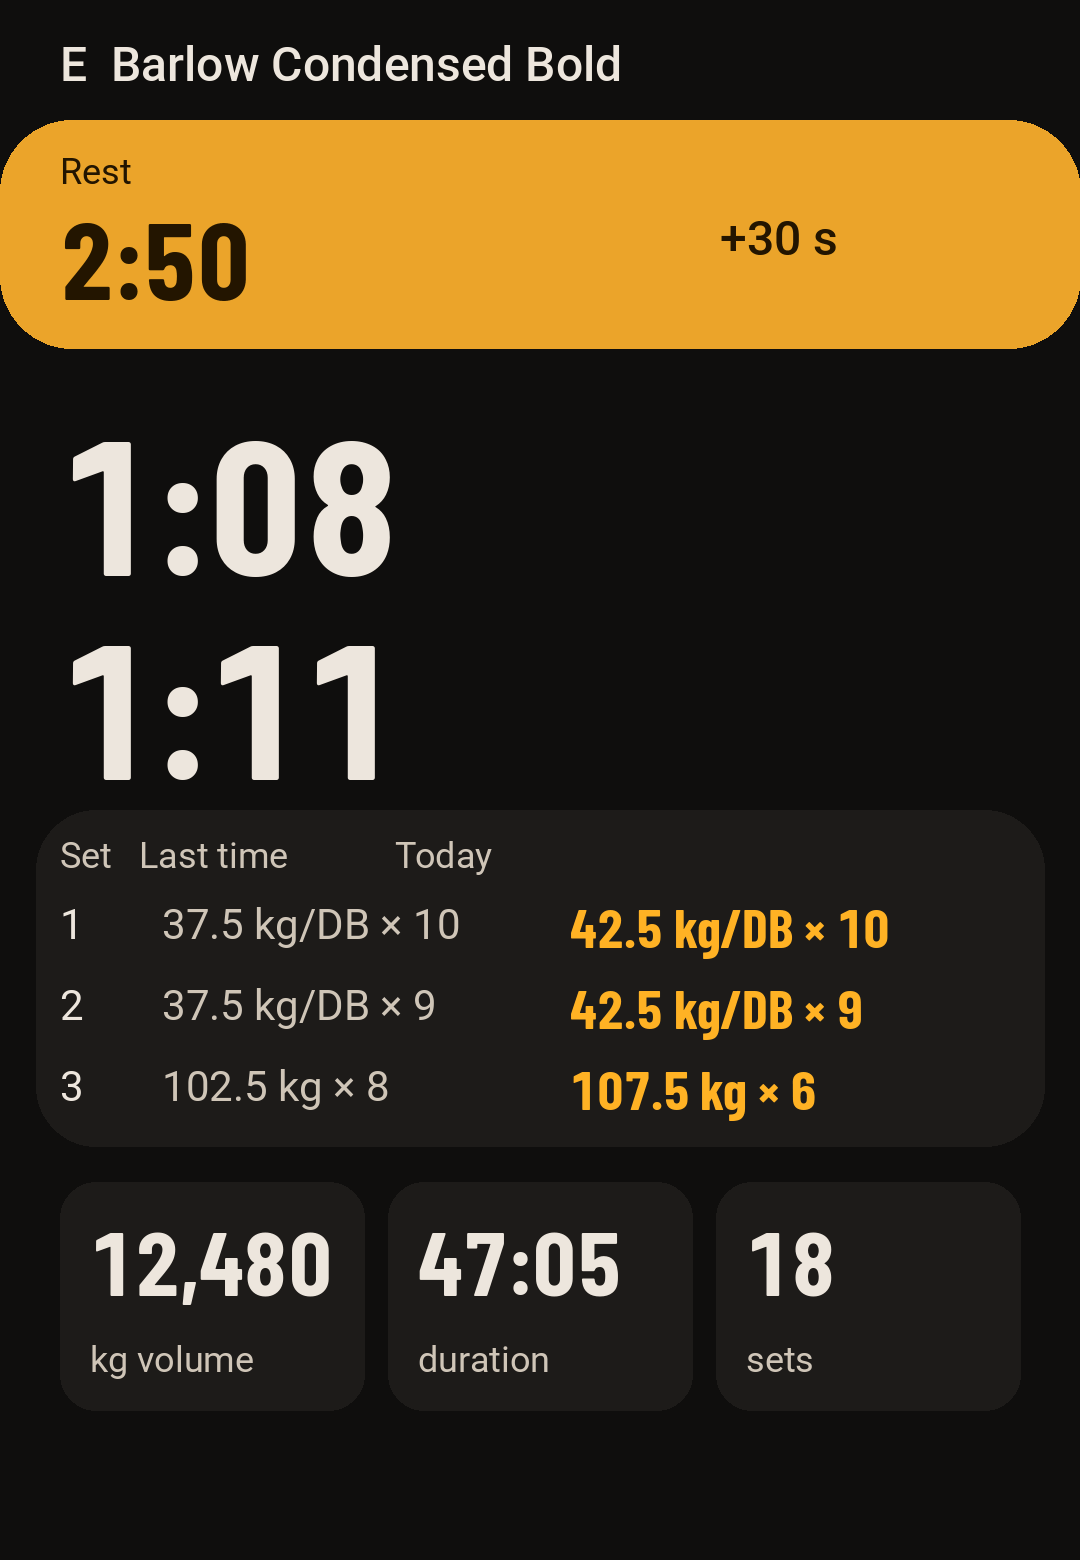 E Barlow Condensed Bold
Rest
2:50
+30 s
1:08
1:11
Set Last time Today
1 37.5 kg/DB × 10 42.5 kg/DB × 10
2 37.5 kg/DB × 9 42.5 kg/DB × 9
3 102.5 kg × 8 107.5 kg × 6
12,480 47:05 18
kg volume duration sets